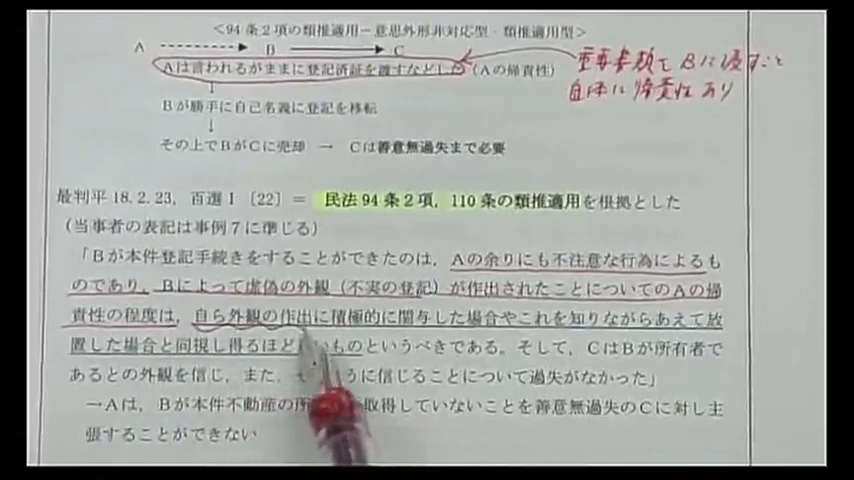 <94条2項の類推適用－意思外形非対応型・類推適用型>
A B C
Aは言われるがままに登記済証を渡すなどした（Aの帰責性）
重要書類をBに渡すこと
自体に帰責性あり
↓
Bが勝手に自己名義に登記を移転
↓
その上でBがCに売却 → Cは善意無過失まで必要
最判平18.2.23，百選Ⅰ［22］＝ 民法94条2項，110条の類推適用を根拠とした
（当事者の表記は事例7に準じる）
「Bが本件登記手続きをすることができたのは，Aの余りにも不注意な行為によるも
のであり，Bによって虚偽の外観（不実の登記）が作出されたことについてのAの帰
責性の程度は，自ら外観の作出に積極的に関与した場合やこれを知りながらあえて放
置した場合と同視し得るほど いものというべきである。そして，CはBが所有者で
あるとの外観を信じ，また， うに信じることについて過失がなかった」
→Aは，Bが本件不動産の所 取得していないことを善意無過失のCに対し主
張することができない